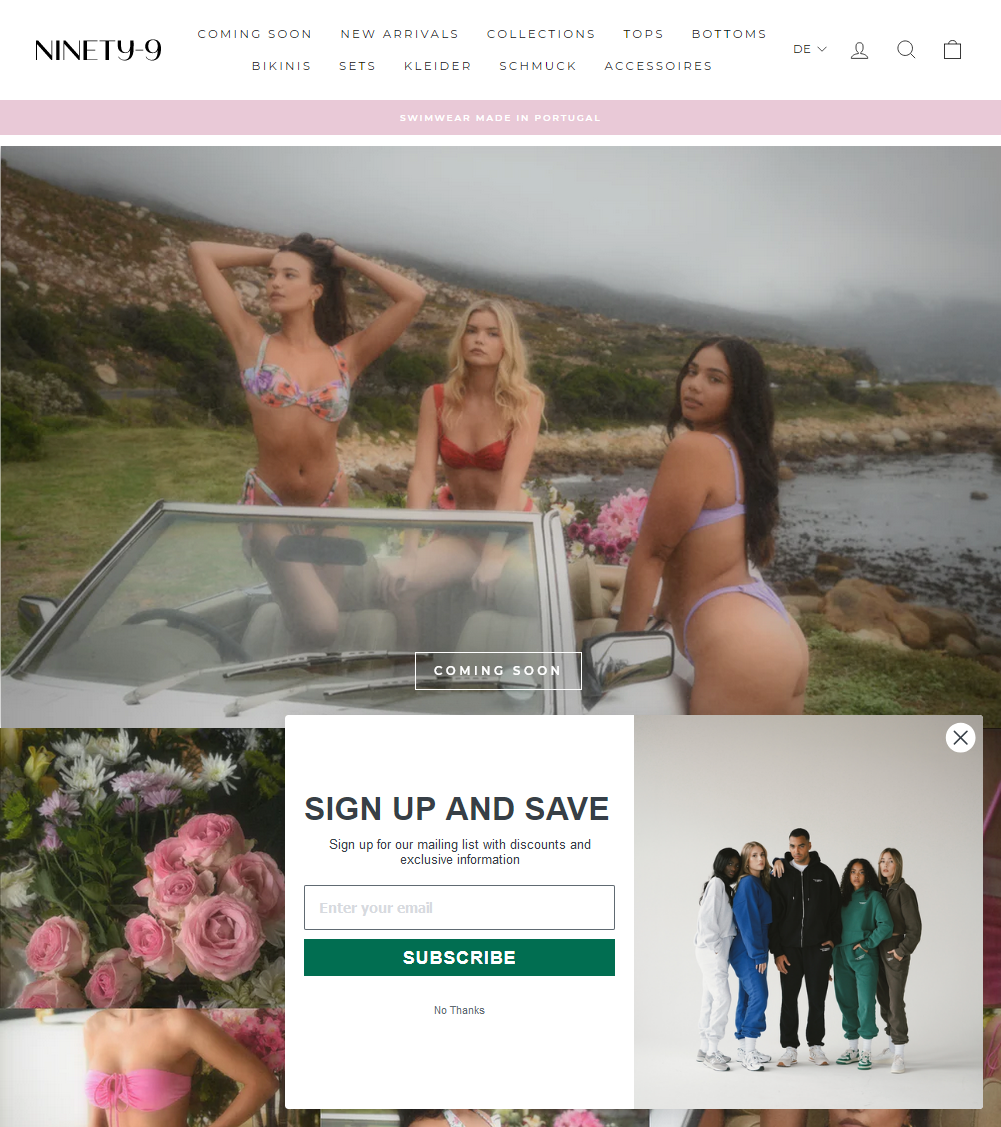 NINETY-9
COMING SOON NEW ARRIVALS COLLECTIONS TOPS BOTTOMS
BIKINIS SETS KLEIDER SCHMUCK ACCESSOIRES
DE
SWIMWEAR MADE IN PORTUGAL
COMING SOON
SIGN UP AND SAVE
Sign up for our mailing list with discounts and
exclusive information
Enter your email
SUBSCRIBE
No Thanks